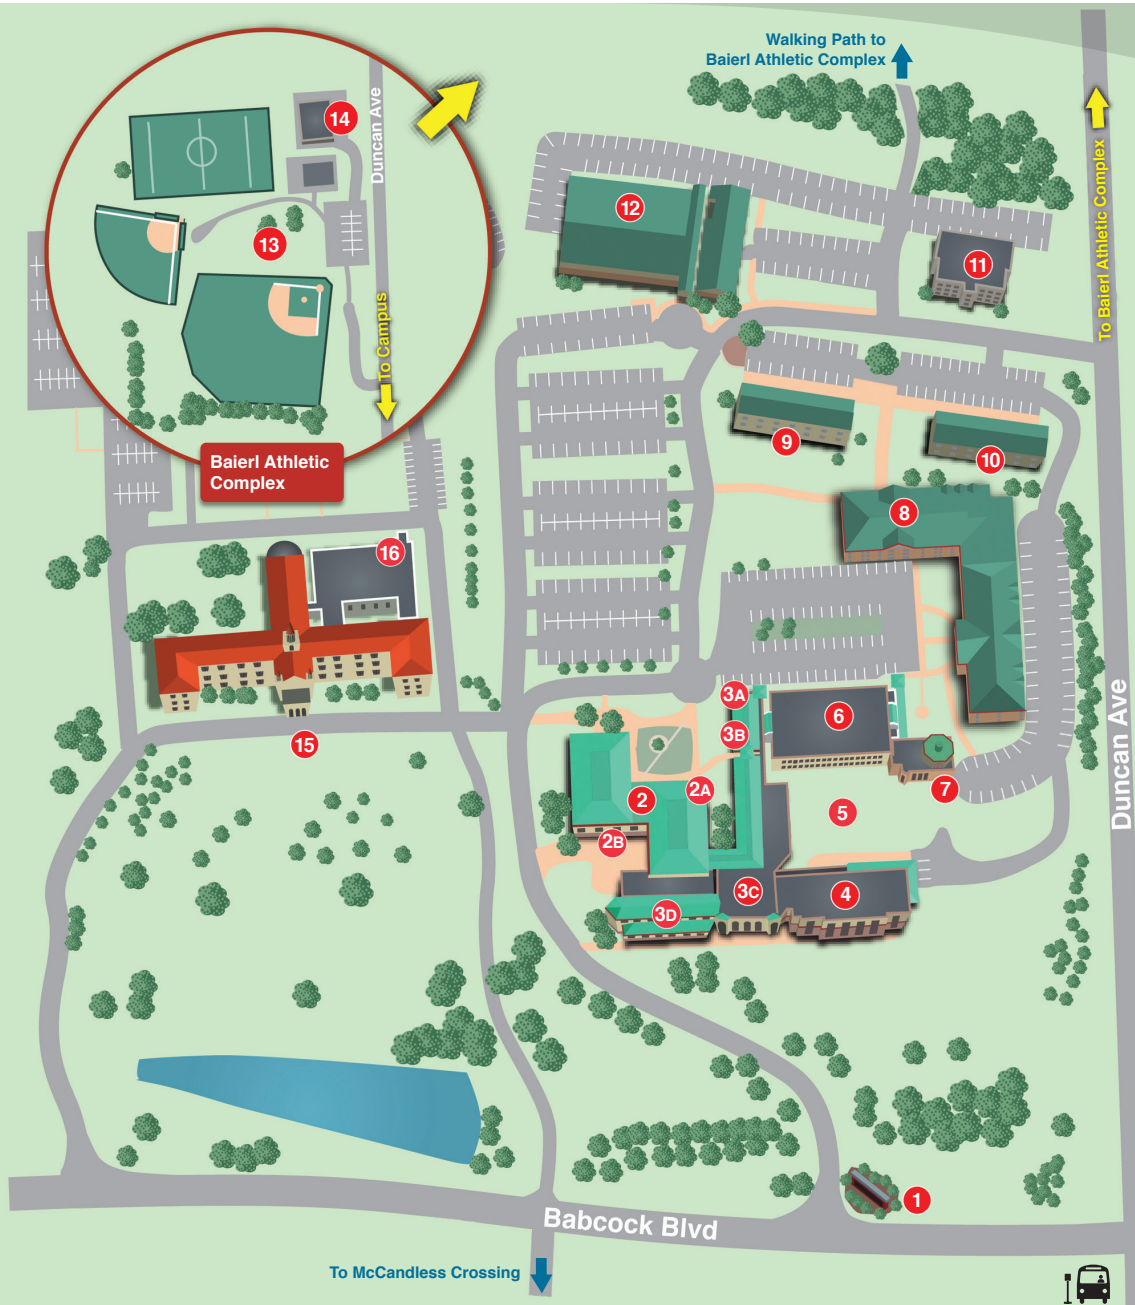 Walking Path to
Baierl Athletic Complex
14
Duncan Ave
12
13
11
To Baierl Athletic Complex
To Campus
9
Baierl Athletic
Complex
10
8
16
3A
6
3B
15
7
Duncan Ave
2A
2
5
2B
3C
4
3D
1
Babcock Blvd
To McCandless Crossing